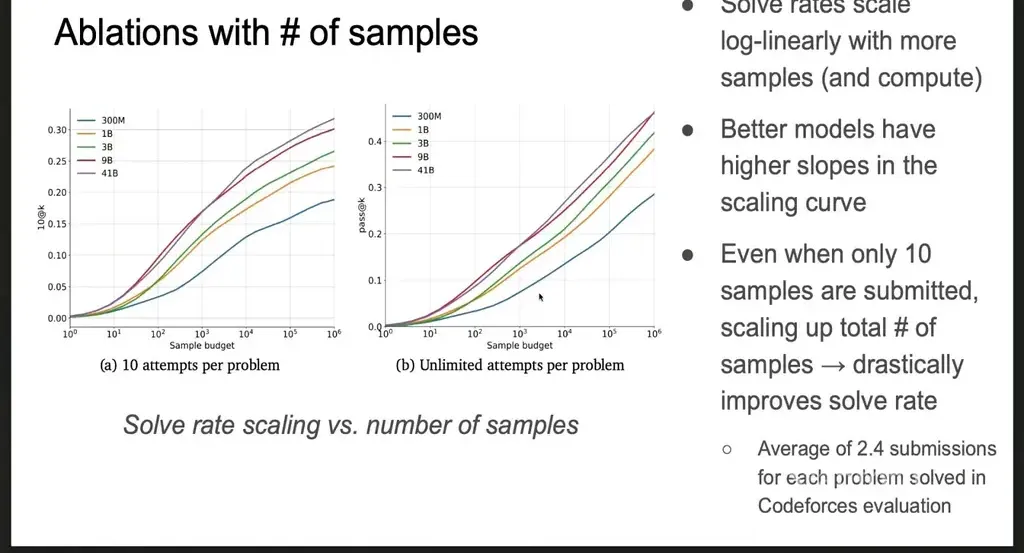 Ablations with # of samples
300M
1B
3B
9B
41B
0.30
0.25
0.20
0.15
0.10
0.05
0.00
10@k
10⁰ 10¹ 10² 10³ 10⁴ 10⁵ 10⁶
Sample budget
(a) 10 attempts per problem
300M
1B
3B
9B
41B
0.4
0.3
0.2
0.1
0.0
pass@k
10⁰ 10¹ 10² 10³ 10⁴ 10⁵ 10⁶
Sample budget
(b) Unlimited attempts per problem
Solve rate scaling vs. number of samples
● Solve rates scale
log-linearly with more
samples (and compute)
● Better models have
higher slopes in the
scaling curve
● Even when only 10
samples are submitted,
scaling up total # of
samples → drastically
improves solve rate
○ Average of 2.4 submissions
for each problem solved in
Codeforces evaluation